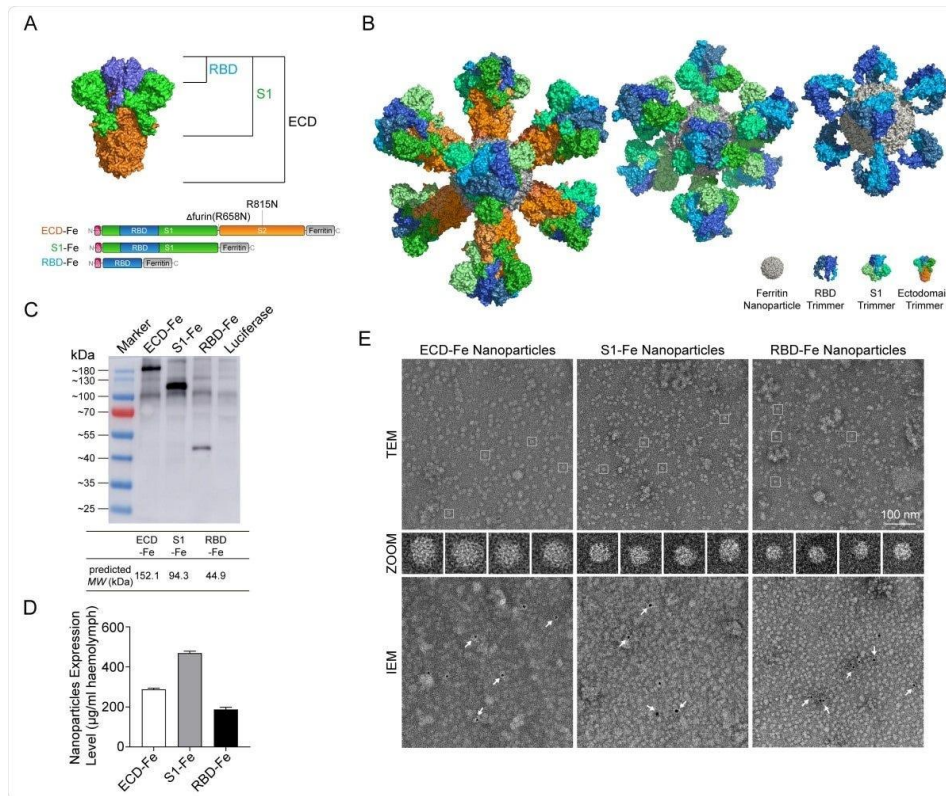 A
RBD
S1
ECD
R815N
Δfurin(R658N)
ECD-Fe N RBD S1 S2 Ferritin C
S1-Fe N RBD S1 Ferritin C
RBD-Fe N RBD Ferritin C
B
Ferritin Nanoparticle
RBD Trimmer
S1 Trimmer
Ectodomain Trimmer
C
kDa Marker ECD-Fe S1-Fe RBD-Fe Luciferase
~180
~130
~100
~70
~55
~40
~35
~25
ECD-Fe S1-Fe RBD-Fe
predicted MW (kDa) 152.1 94.3 44.9
D
Nanoparticles Expression Level (μg/ml haemolymph)
600
400
200
0
ECD-Fe S1-Fe RBD-Fe
E
ECD-Fe Nanoparticles S1-Fe Nanoparticles RBD-Fe Nanoparticles
TEM
100 nm
ZOOM
IEM